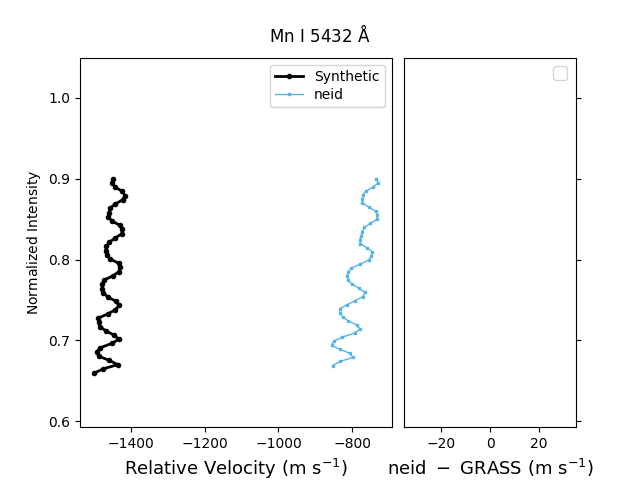 Mn I 5432 Å
Synthetic
neid
Normalized Intensity
1.0
0.9
0.8
0.7
0.6
−1400 −1200 −1000 −800
−20 0 20
Relative Velocity (m s⁻¹)
neid − GRASS (m s⁻¹)